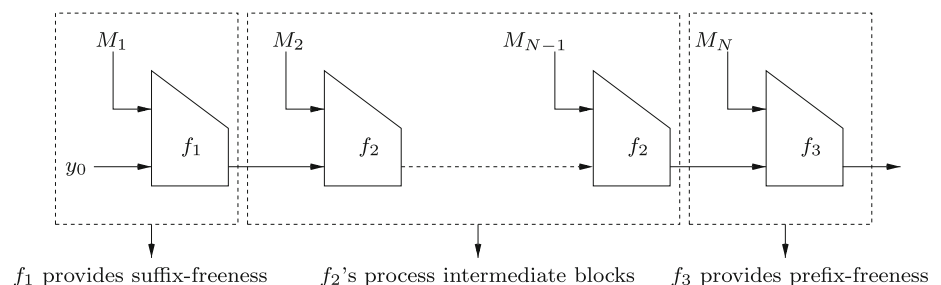 M_1 M_2 M_{N−1} M_N
f_1 f_2 f_2 f_3
y_0
f_1 provides suffix-freeness
f_2's process intermediate blocks
f_3 provides prefix-freeness